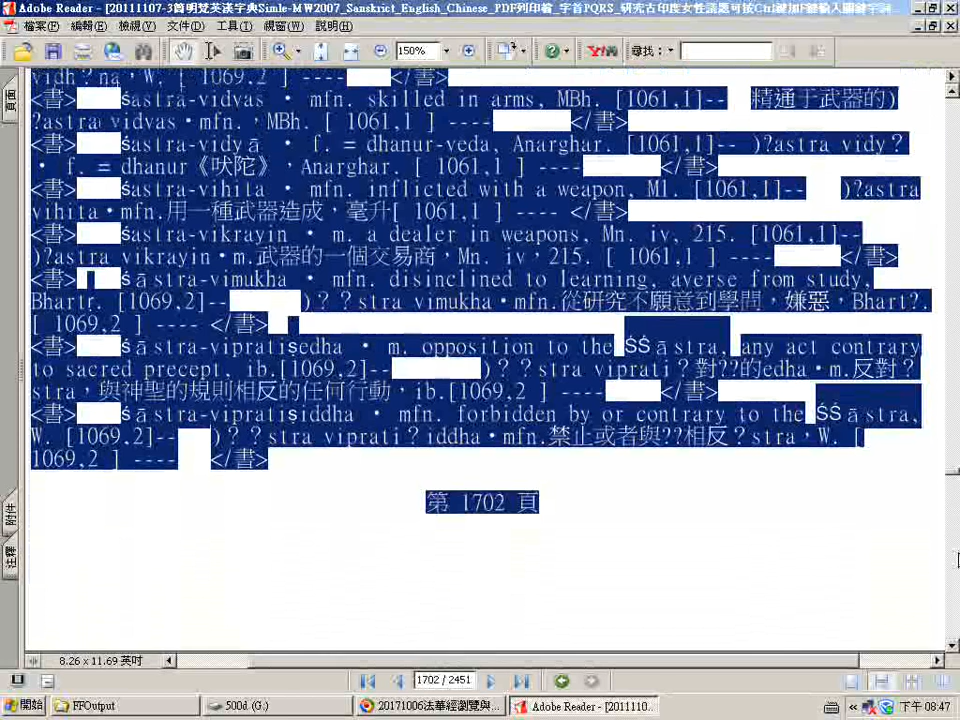 Adobe Reader - [20111107-3簡明梵英漢字典Simle-MW2007_Sanskrict_English_Chinese_PDF列印檔_字首PQRS_研究古印度女性議題可按Ctrl鍵加F鍵輸入關鍵字詞
檔案(F) 編輯(E) 檢視(V) 文件(D) 工具(T) 視窗(W) 說明(H)
150% 尋找:
頁面
vidh？na, W. [ 1069,2 ] ---- </書>
<書> śastra-vidvas ‧ mfn. skilled in arms, MBh. [1061,1]-- 精通于武器的)
?astra vidvas‧mfn.，MBh. [ 1061,1 ] ---- </書>
<書> śastra-vidyā ‧ f. = dhanur-veda, Anarghar. [1061,1]-- )?astra vidy？
‧ f. = dhanur《吠陀》，Anarghar. [ 1061,1 ] ---- </書>
<書> śastra-vihita ‧ mfn. inflicted with a weapon, Ml. [1061,1]-- )?astra
vihita‧mfn.用一種武器造成，毫升[ 1061,1 ] ---- </書>
<書> śastra-vikrayin ‧ m. a dealer in weapons, Mn. iv, 215. [1061,1]--
)?astra vikrayin‧m.武器的一個交易商，Mn. iv，215. [ 1061,1 ] ---- </書>
<書> śāstra-vimukha ‧ mfn. disinclined to learning, averse from study,
Bhartr. [1069,2]-- )？？stra vimukha‧mfn.從研究不願意到學問，嫌惡，Bhart?.
[ 1069,2 ] ---- </書>
<書> śāstra-vipratiṣedha ‧ m. opposition to the ŚŚāstra, any act contrary
to sacred precept, ib.[1069,2]-- )？？stra viprati？對??的edha‧m.反對？
stra，與神聖的規則相反的任何行動，ib.[1069,2 ] ---- </書>
<書> śāstra-vipratiṣiddha ‧ mfn. forbidden by or contrary to the ŚŚāstra,
W. [1069,2]-- )？？stra viprati？iddha‧mfn.禁止或者與??相反？stra，W. [
1069,2 ] ---- </書>
第 1702 頁
附件
註釋
8.26 x 11.69 英吋
1702 / 2451
開始 FFOutput 500d (G:) 20171006法華經瀏覽與... Adobe Reader - [2011110... 下午 08:47